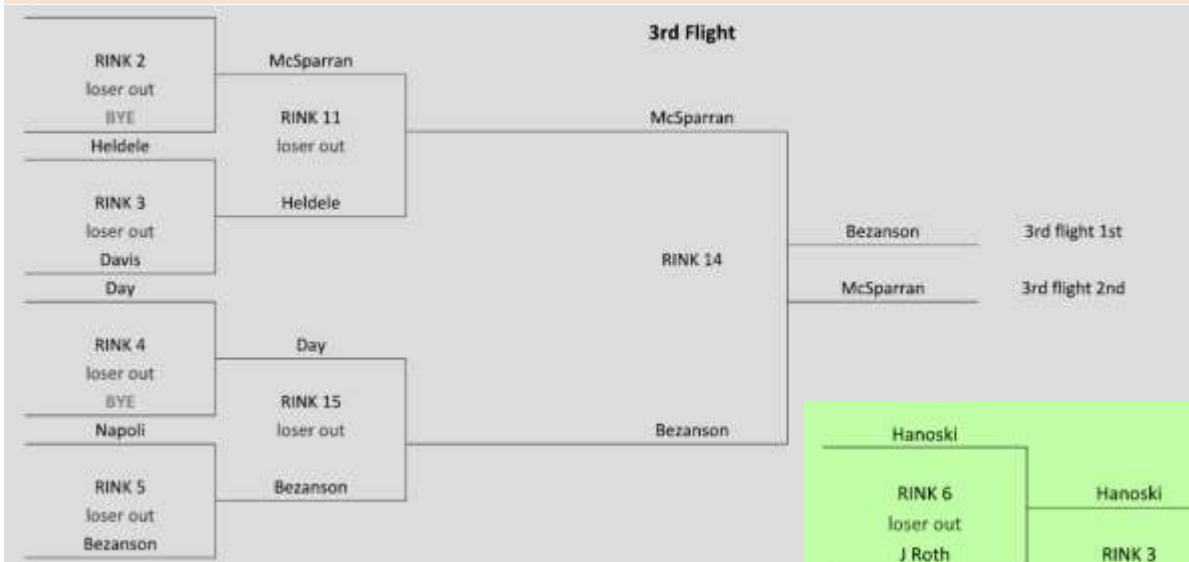 3rd Flight
RINK 2
McSparran
loser out
BYE
RINK 11
McSparran
Heldele
loser out
RINK 3
Heldele
loser out
Bezanson
3rd flight 1st
Davis
RINK 14
Day
McSparran
3rd flight 2nd
RINK 4
Day
loser out
BYE
RINK 15
Napoli
loser out
Bezanson
Hanoski
RINK 5
Bezanson
RINK 6
Hanoski
loser out
loser out
Bezanson
J Roth
RINK 3